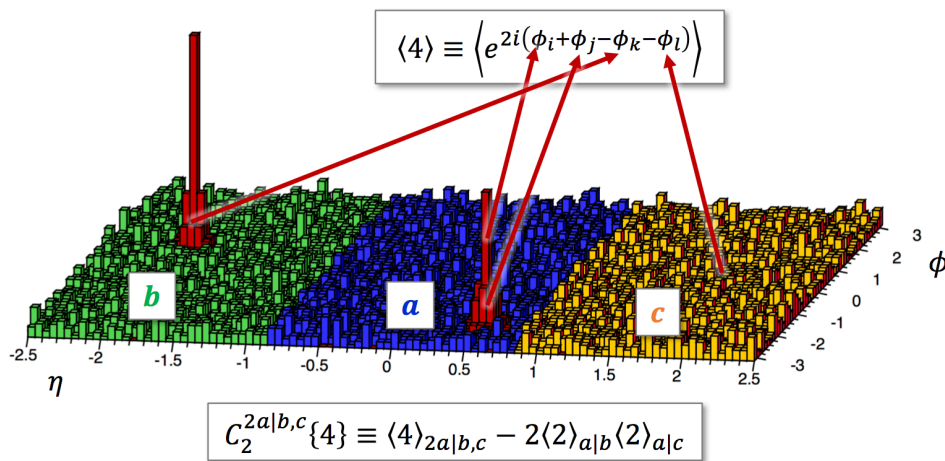 ⟨4⟩ ≡ ⟨e^{2i(ϕ_i+ϕ_j−ϕ_k−ϕ_l)}⟩
b
a
c
3
2
1
0
-1
-2
-3
ϕ
-2.5 -2 -1.5 -1 -0.5 0 0.5 1 1.5 2 2.5
η
C_2^{2a|b,c}{4} ≡ ⟨4⟩_{2a|b,c} − 2⟨2⟩_{a|b}⟨2⟩_{a|c}